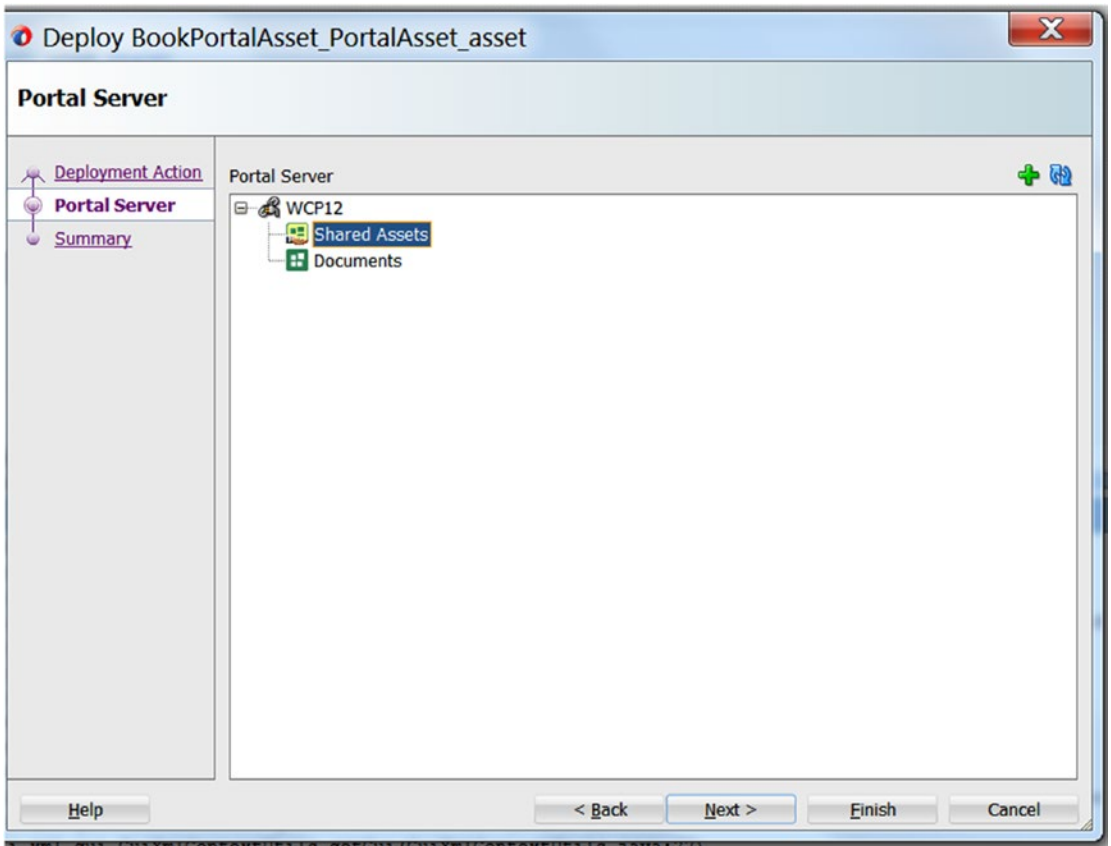 Deploy BookPortalAsset_PortalAsset_asset
Portal Server
Deployment Action
Portal Server
Summary
Portal Server
WCP12
Shared Assets
Documents
Help
< Back
Next >
Finish
Cancel